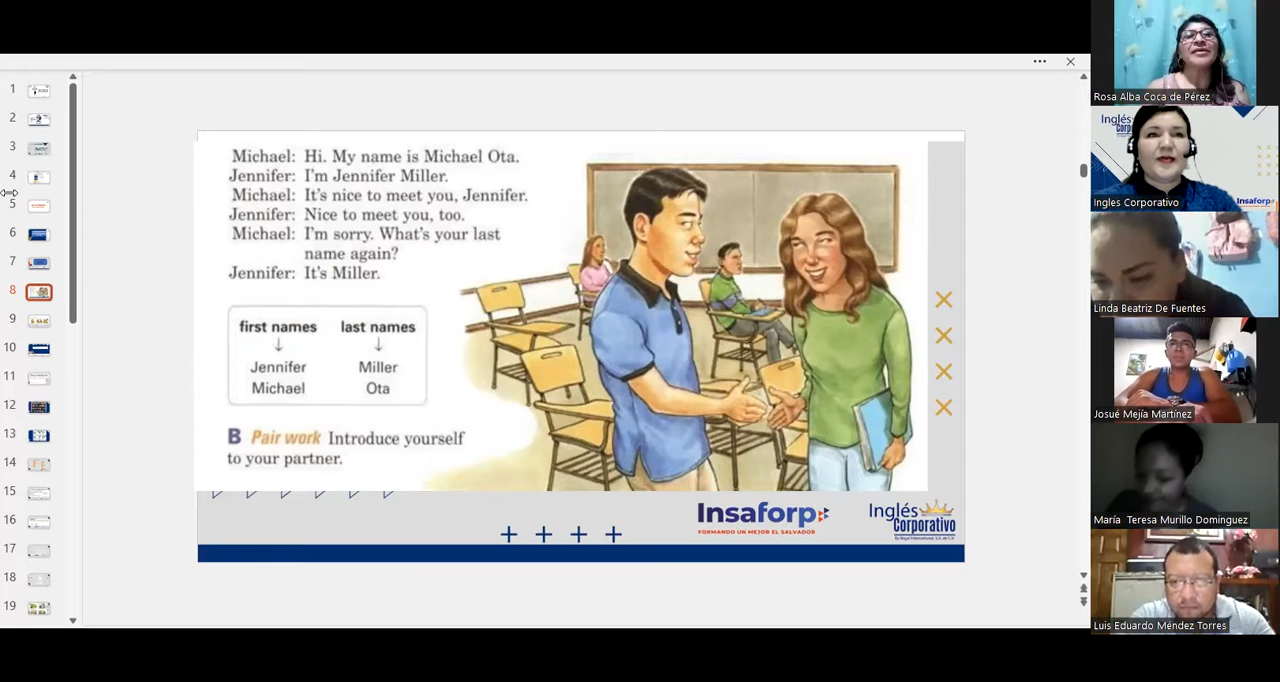 Michael: Hi. My name is Michael Ota.
Jennifer: I'm Jennifer Miller.
Michael: It's nice to meet you, Jennifer.
Jennifer: Nice to meet you, too.
Michael: I'm sorry. What's your last
name again?
Jennifer: It's Miller.
first names last names
Jennifer Miller
Michael Ota
B Pair work Introduce yourself
to your partner.
Insaforp
FORMANDO UN MEJOR EL SALVADOR
Inglés
Corporativo
1
2
3
4
5
6
7
8
9
10
11
12
13
14
15
16
17
18
19
Rosa Alba Coca de Pérez
Inglés
Insaforp
Ingles Corporativo
Linda Beatriz De Fuentes
Josué Mejía Martínez
María Teresa Murillo Dominguez
Luis Eduardo Méndez Torres